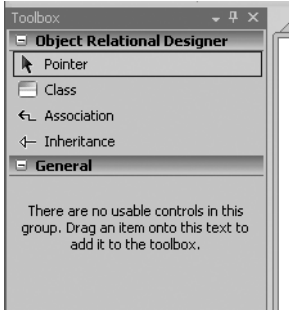 Toolbox
Object Relational Designer
Pointer
Class
Association
Inheritance
General
There are no usable controls in this
group. Drag an item onto this text to
add it to the toolbox.